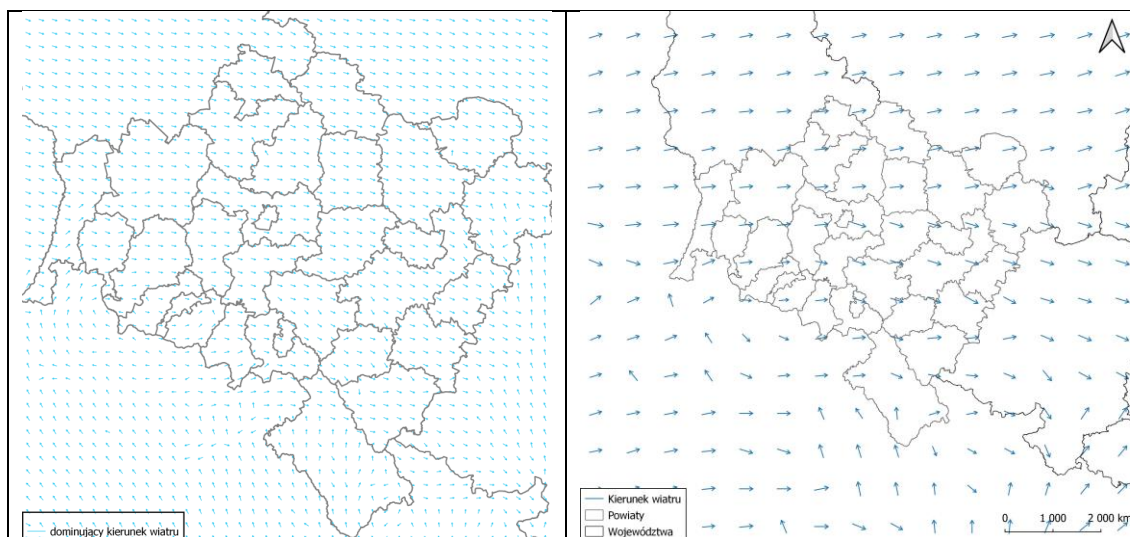 dominujący kierunek wiatru
Kierunek wiatru
Powiaty
Województwa
0 1 000 2 000 km